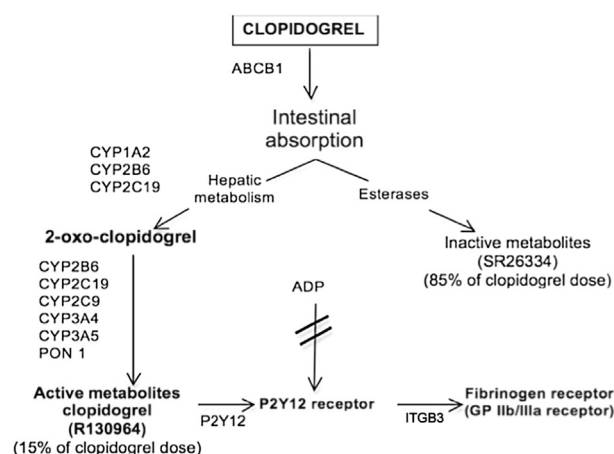 CLOPIDOGREL
ABCB1
Intestinal
absorption
CYP1A2
CYP2B6
CYP2C19
Hepatic
metabolism
Esterases
2-oxo-clopidogrel
Inactive metabolites
(SR26334)
(85% of clopidogrel dose)
CYP2B6
CYP2C19
CYP2C9
CYP3A4
CYP3A5
PON 1
ADP
Active metabolites
clopidogrel
(R130964)
(15% of clopidogrel dose)
P2Y12
P2Y12 receptor
ITGB3
Fibrinogen receptor
(GP IIb/IIIa receptor)